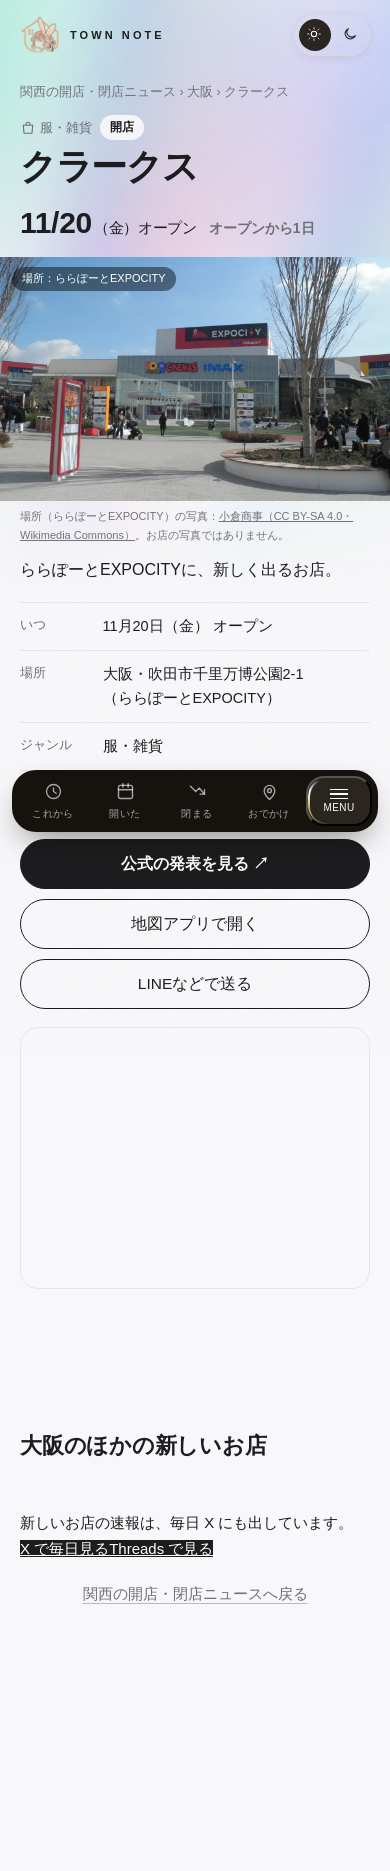 TOWN NOTE
関西の開店・閉店ニュース › 大阪 › クラークス
服・雑貨 開店
クラークス
11/20（金）オープン オープンから1日
場所：ららぽーとEXPOCITY
EXPOCITY
IMAX
場所（ららぽーとEXPOCITY）の写真：小倉商事（CC BY-SA 4.0・
Wikimedia Commons）。お店の写真ではありません。
ららぽーとEXPOCITYに、新しく出るお店。
いつ 11月20日（金） オープン
場所 大阪・吹田市千里万博公園2-1
（ららぽーとEXPOCITY）
ジャンル 服・雑貨
これから 開いた 閉まる おでかけ MENU
公式の発表を見る ↗
地図アプリで開く
LINEなどで送る
大阪のほかの新しいお店
新しいお店の速報は、毎日 X にも出しています。
X で毎日見るThreads で見る
関西の開店・閉店ニュースへ戻る